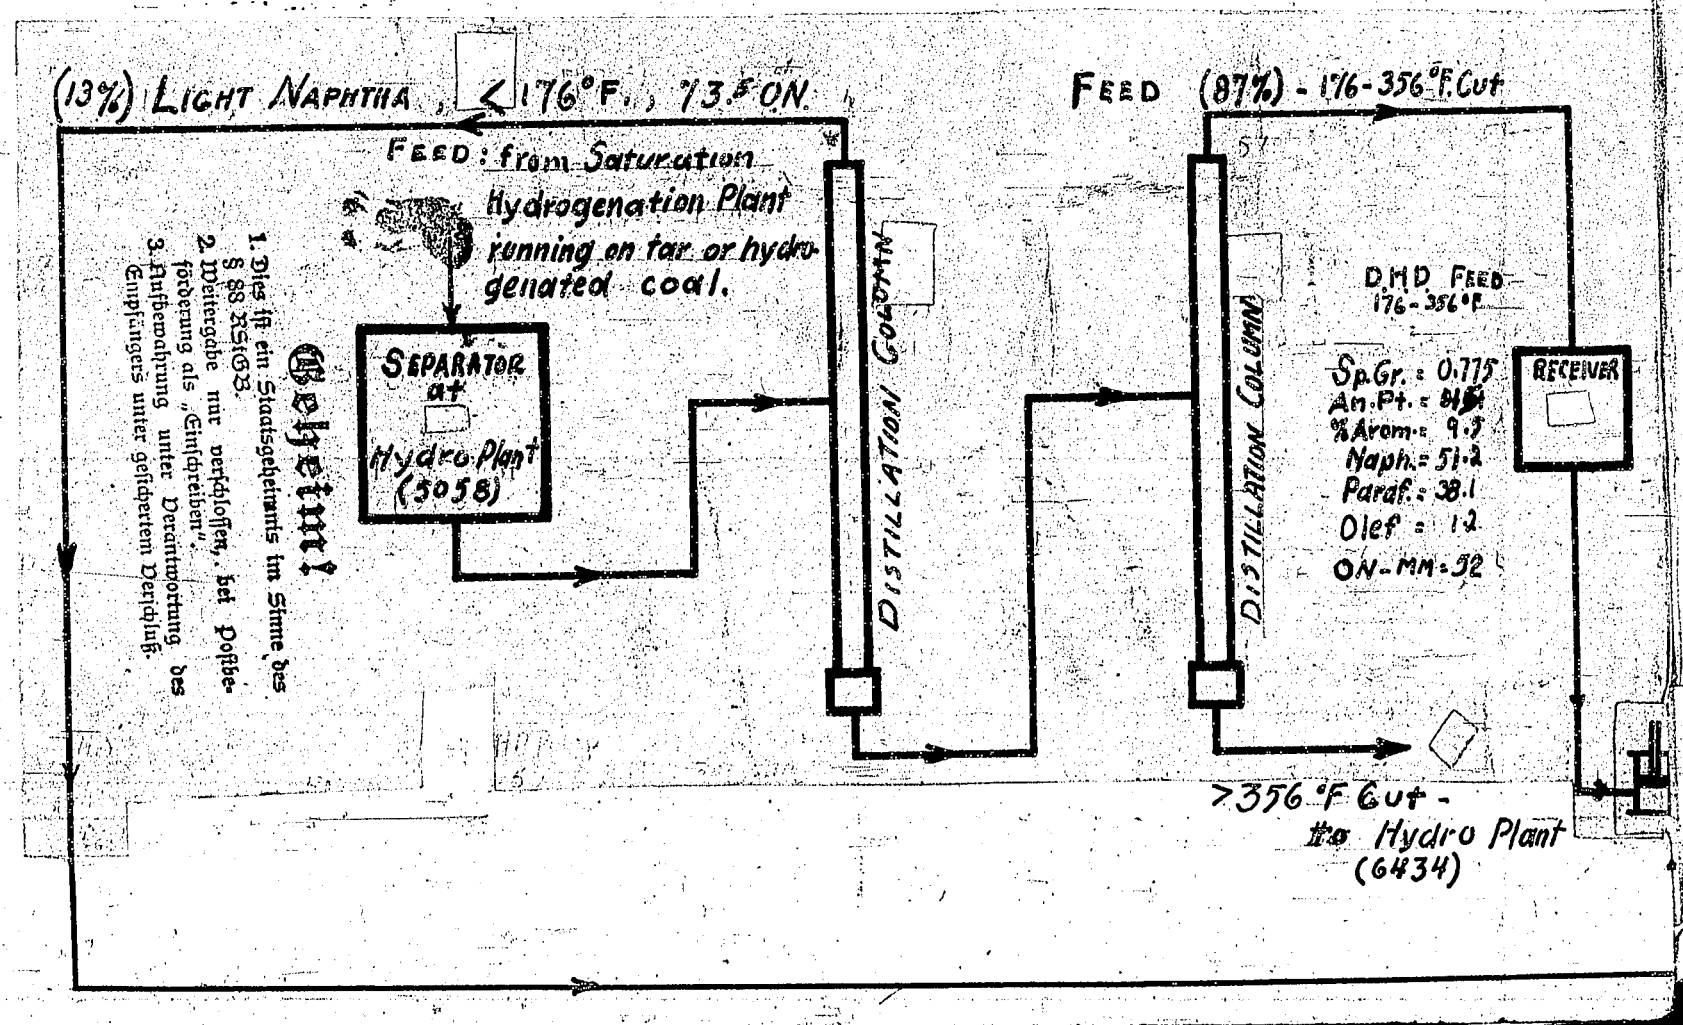 (13%) LIGHT NAPHTHA, < 176°F., 73.5 ON.
FEED (87%) - 176-356°F. Cut
FEED: from Saturation
Hydrogenation Plant
running on tar or hydro-
genated coal.
Geheim!
1. Dies ist ein Staatsgeheimnis im Sinne des
§ 88 RStGB.
2. Weitergabe nur verschlossen, bei Postbe-
förderung als „Einschreiben".
3. Aufbewahrung unter Verantwortung des
Empfängers unter gesichertem Verschluß.
SEPARATOR
at
Hydro Plant
(5058)
DISTILLATION COLUMN
DISTILLATION COLUMN
D.H.D. FEED
176-356°F
Sp.Gr. = 0.775
An.Pt. =
% Arom. = 9.5
Naph. = 51.2
Paraf. = 38.1
Olef = 1.2
ON-MM = 52
RECEIVER
>356°F Cut -
to Hydro Plant
(6434)